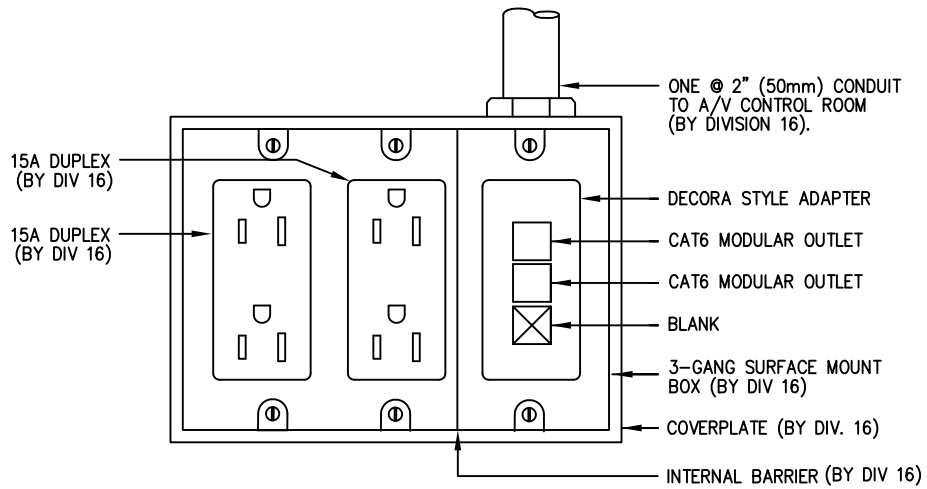 ONE @ 2" (50mm) CONDUIT
TO A/V CONTROL ROOM
(BY DIVISION 16).
15A DUPLEX
(BY DIV 16)
15A DUPLEX
(BY DIV 16)
DECORA STYLE ADAPTER
CAT6 MODULAR OUTLET
CAT6 MODULAR OUTLET
BLANK
3-GANG SURFACE MOUNT
BOX (BY DIV 16)
COVERPLATE (BY DIV. 16)
INTERNAL BARRIER (BY DIV 16)